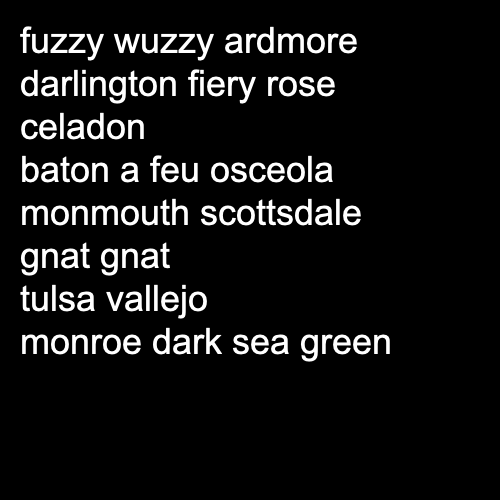 fuzzy wuzzy ardmore
darlington fiery rose
celadon
baton a feu osceola
monmouth scottsdale
gnat gnat
tulsa vallejo
monroe dark sea green